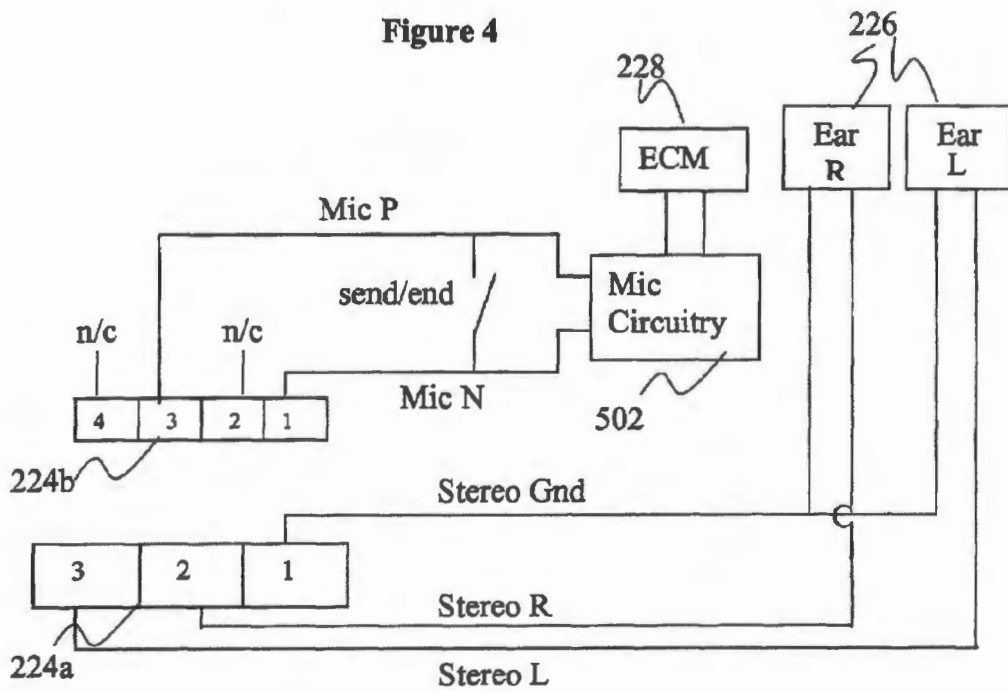 Figure 4
226
228
Ear R
Ear L
ECM
Mic P
send/end
Mic Circuitry
n/c
n/c
Mic N
4 3 2 1
502
224b
Stereo Gnd
3 2 1
Stereo R
224a
Stereo L